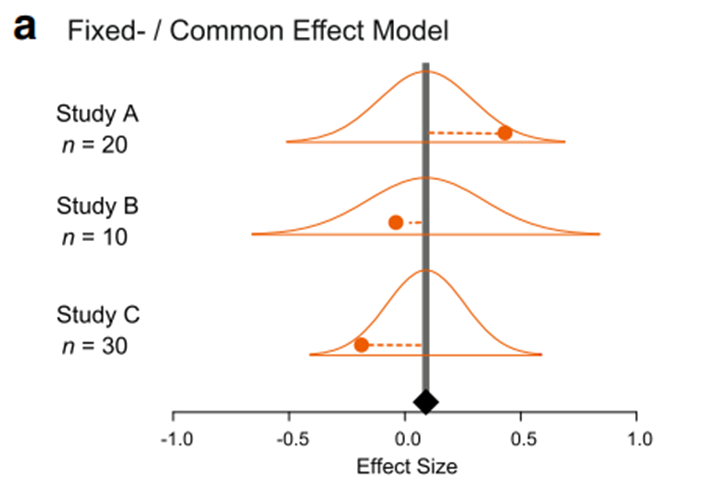 a Fixed- / Common Effect Model
Study A
n = 20
Study B
n = 10
Study C
n = 30
-1.0 -0.5 0.0 0.5 1.0
Effect Size